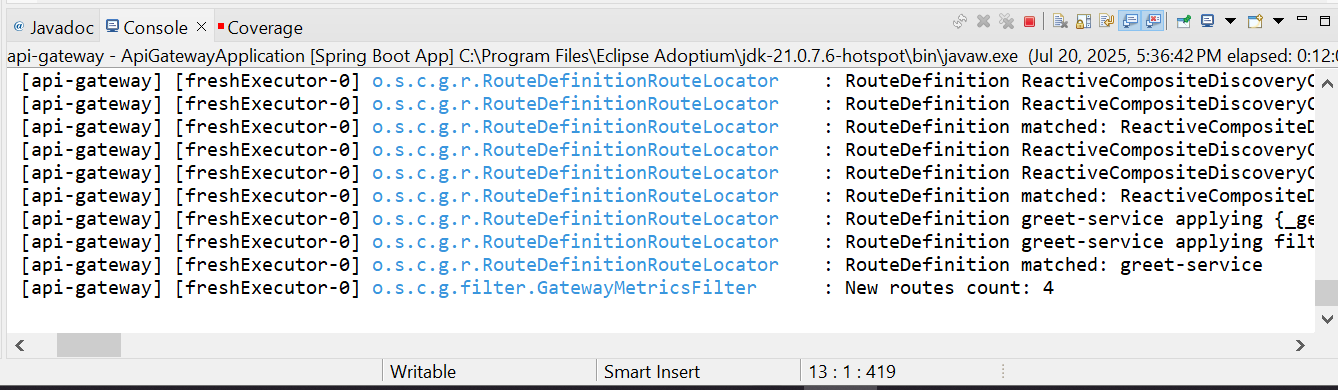 @ Javadoc Console Coverage
api-gateway - ApiGatewayApplication [Spring Boot App] C:\Program Files\Eclipse Adoptium\jdk-21.0.7.6-hotspot\bin\javaw.exe (Jul 20, 2025, 5:36:42 PM elapsed: 0:12:0
[api-gateway] [freshExecutor-0] o.s.c.g.r.RouteDefinitionRouteLocator : RouteDefinition ReactiveCompositeDiscoveryC
[api-gateway] [freshExecutor-0] o.s.c.g.r.RouteDefinitionRouteLocator : RouteDefinition ReactiveCompositeDiscoveryC
[api-gateway] [freshExecutor-0] o.s.c.g.r.RouteDefinitionRouteLocator : RouteDefinition matched: ReactiveCompositeD
[api-gateway] [freshExecutor-0] o.s.c.g.r.RouteDefinitionRouteLocator : RouteDefinition ReactiveCompositeDiscoveryC
[api-gateway] [freshExecutor-0] o.s.c.g.r.RouteDefinitionRouteLocator : RouteDefinition ReactiveCompositeDiscoveryC
[api-gateway] [freshExecutor-0] o.s.c.g.r.RouteDefinitionRouteLocator : RouteDefinition matched: ReactiveCompositeD
[api-gateway] [freshExecutor-0] o.s.c.g.r.RouteDefinitionRouteLocator : RouteDefinition greet-service applying {_ge
[api-gateway] [freshExecutor-0] o.s.c.g.r.RouteDefinitionRouteLocator : RouteDefinition greet-service applying filt
[api-gateway] [freshExecutor-0] o.s.c.g.r.RouteDefinitionRouteLocator : RouteDefinition matched: greet-service
[api-gateway] [freshExecutor-0] o.s.c.g.filter.GatewayMetricsFilter : New routes count: 4
Writable Smart Insert 13 : 1 : 419